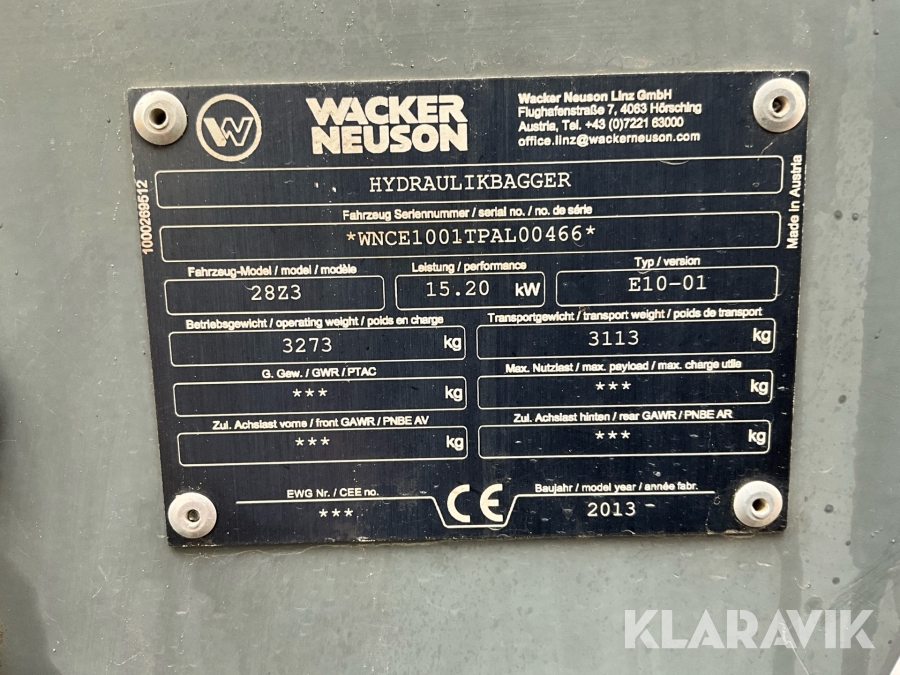 WACKER NEUSON
Wacker Neuson Linz GmbH
Flughafenstraße 7, 4063 Hörsching
Austria, Tel. +43 (0)7221 63000
office.linz@wackerneuson.com
HYDRAULIKBAGGER
Fahrzeug Seriennummer / serial no. / no. de série
*WNCE1001TPAL00466*
Fahrzeug-Model / model / modèle
28Z3
Leistung / performance
15.20 kW
Typ / version
E10-01
Betriebsgewicht / operating weight / poids en charge
3273 kg
Transportgewicht / transport weight / poids de transport
3113 kg
G. Gew. / GWR / PTAC
*** kg
Max. Nutzlast / max. payload / max. charge utile
*** kg
Zul. Achslast vorne / front GAWR / PNBE AV
*** kg
Zul. Achslast hinten / rear GAWR / PNBE AR
*** kg
EWG Nr. / CEE no.
***
CE
Baujahr / model year / année fabr.
2013
1000269512
Made in Austria
KLARAVIK